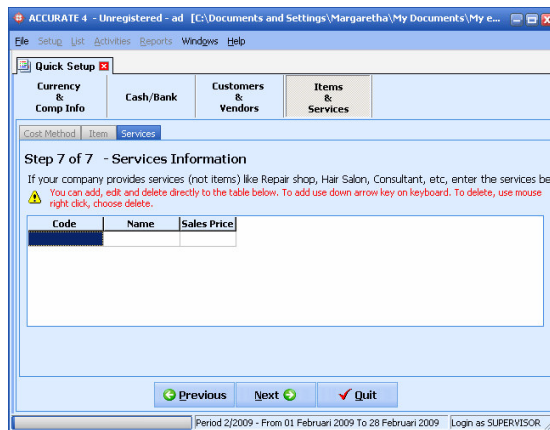 ACCURATE 4 - Unregistered - ad [C:\Documents and Settings\Margaretha\My Documents\My e...
File Setup List Activities Reports Windows Help
Quick Setup
Currency & Comp Info
Cash/Bank
Customers & Vendors
Items & Services
Cost Method Item Services
Step 7 of 7 - Services Information
If your company provides services (not items) like Repair shop, Hair Salon, Consultant, etc, enter the services be
You can add, edit and delete directly to the table below. To add use down arrow key on keyboard. To delete, use mouse
right click, choose delete.
Code Name Sales Price
Previous Next Quit
Period 2/2009 - From 01 Februari 2009 To 28 Februari 2009 Login as SUPERVISOR